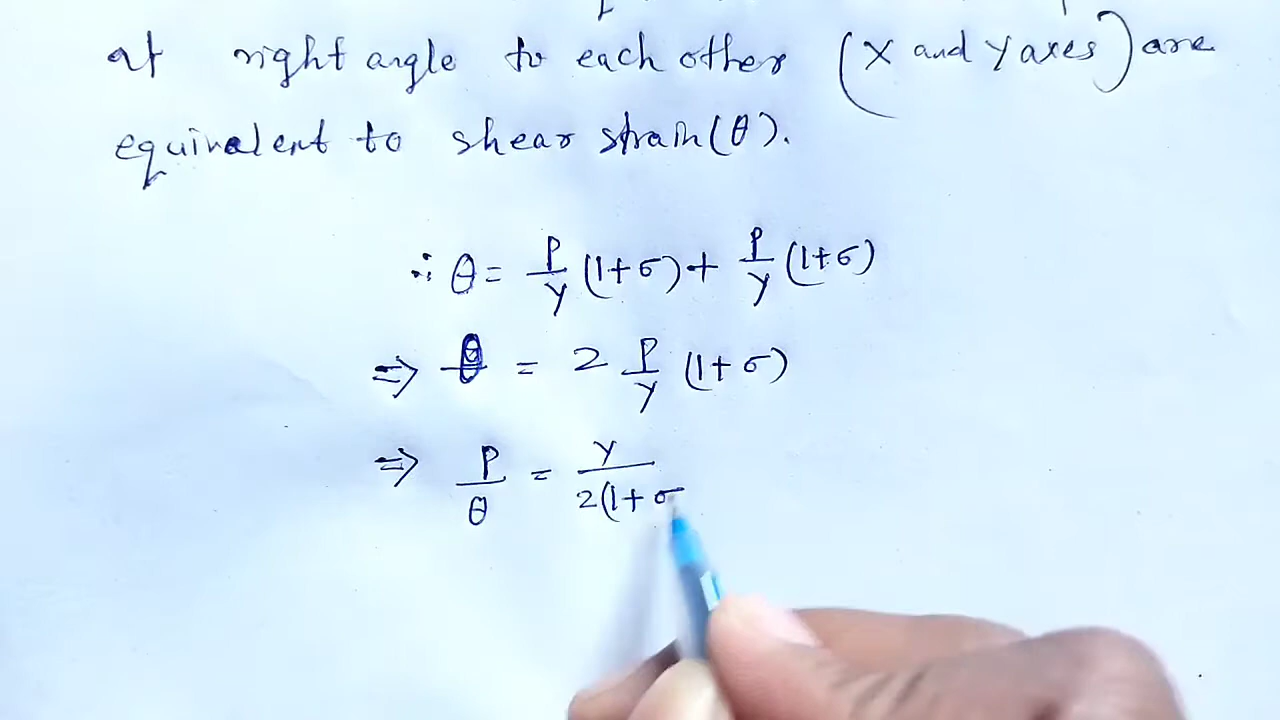 at right angle to each other (X and Y axes) are
equivalent to shear strain (θ).
∴ θ = P/Y (1+σ) + P/Y (1+σ)
⇒ θ = 2 P/Y (1+σ)
⇒ P/θ = Y/2(1+σ